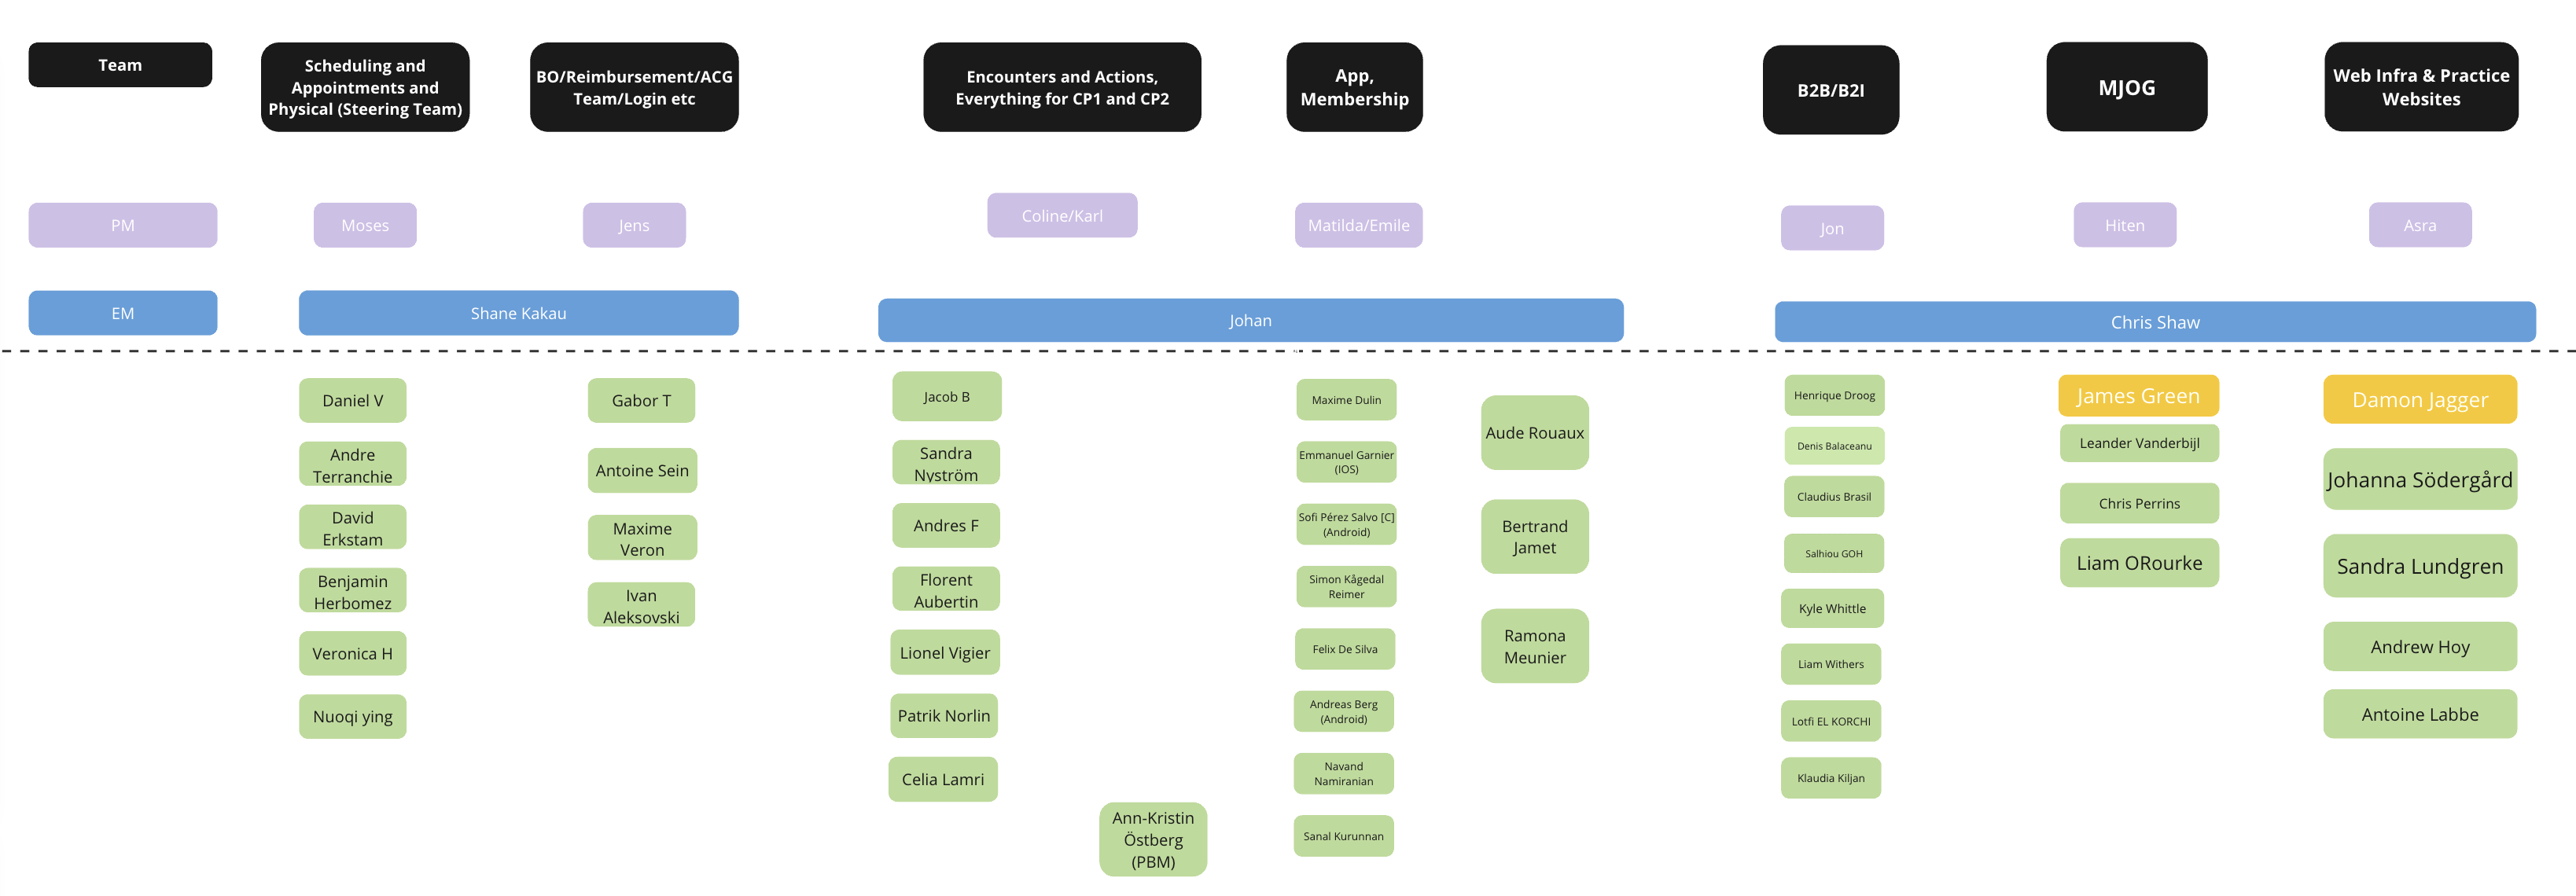 Team
Scheduling and
Appointments and
Physical (Steering Team)
BO/Reimbursement/ACG
Team/Login etc
Encounters and Actions,
Everything for CP1 and CP2
App,
Membership
B2B/B2I
MJOG
Web Infra & Practice
Websites
PM
Moses
Jens
Coline/Karl
Matilda/Emile
Jon
Hiten
Asra
EM
Shane Kakau
Johan
Chris Shaw
Daniel V
Andre
Terranchie
David
Erkstam
Benjamin
Herbomez
Veronica H
Nuoqi ying
Gabor T
Antoine Sein
Maxime
Veron
Ivan
Aleksovski
Jacob B
Sandra
Nyström
Andres F
Florent
Aubertin
Lionel Vigier
Patrik Norlin
Celia Lamri
Ann-Kristin
Östberg
(PBM)
Maxime Dulin
Emmanuel Garnier
(IOS)
Sofi Pérez Salvo [C]
(Android)
Simon Kågedal
Reimer
Felix De Silva
Andreas Berg
(Android)
Navand
Namiranian
Sanal Kurunnan
Aude Rouaux
Bertrand
Jamet
Ramona
Meunier
Henrique Droog
Denis Balaceanu
Claudius Brasil
Salhiou GOH
Kyle Whittle
Liam Withers
Lotfi EL KORCHI
Klaudia Kiljan
James Green
Leander Vanderbijl
Chris Perrins
Liam ORourke
Damon Jagger
Johanna Södergård
Sandra Lundgren
Andrew Hoy
Antoine Labbe